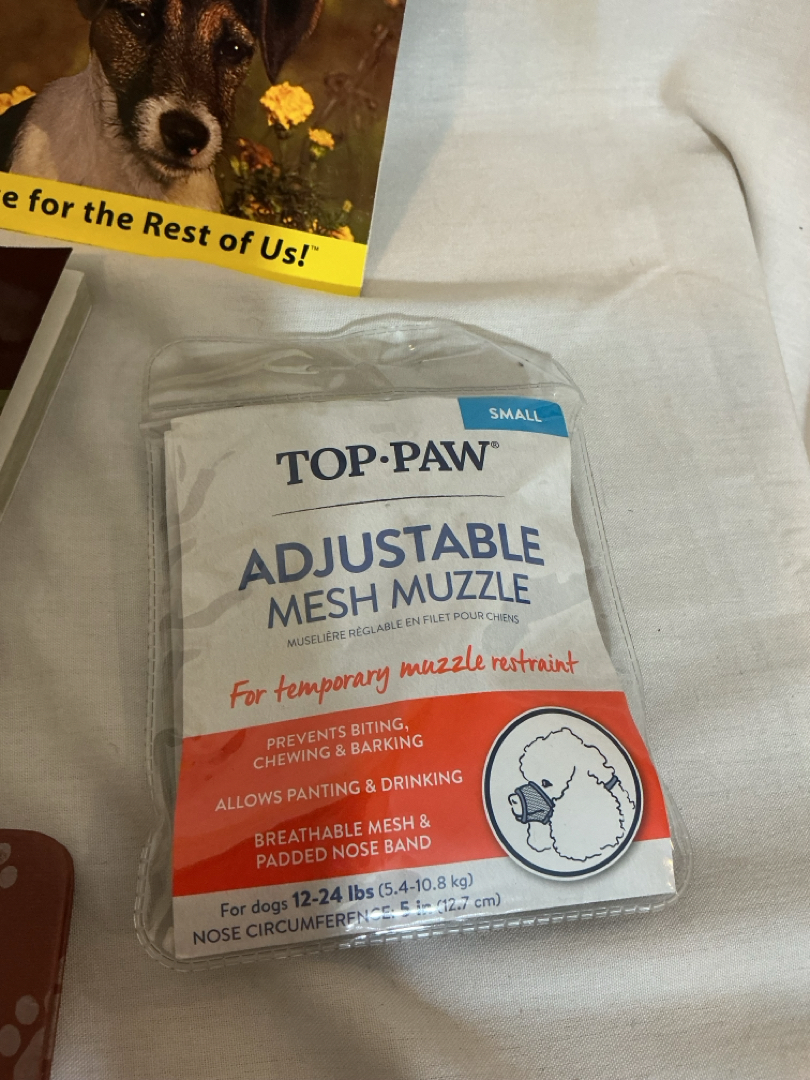 for the Rest of Us!™
SMALL
TOP•PAW®
ADJUSTABLE
MESH MUZZLE
MUSELIÈRE RÉGLABLE EN FILET POUR CHIENS
For temporary muzzle restraint
PREVENTS BITING,
CHEWING & BARKING
ALLOWS PANTING & DRINKING
BREATHABLE MESH &
PADDED NOSE BAND
For dogs 12-24 lbs (5.4-10.8 kg)
NOSE CIRCUMFERENCE: 5 in (12.7 cm)